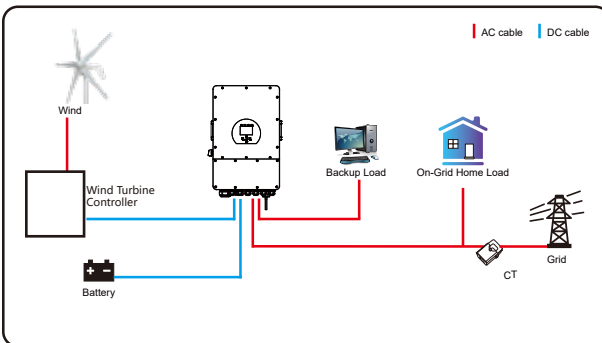 AC cable
DC cable
Wind
Wind Turbine
Controller
Backup Load
On-Grid Home Load
Battery
CT
Grid